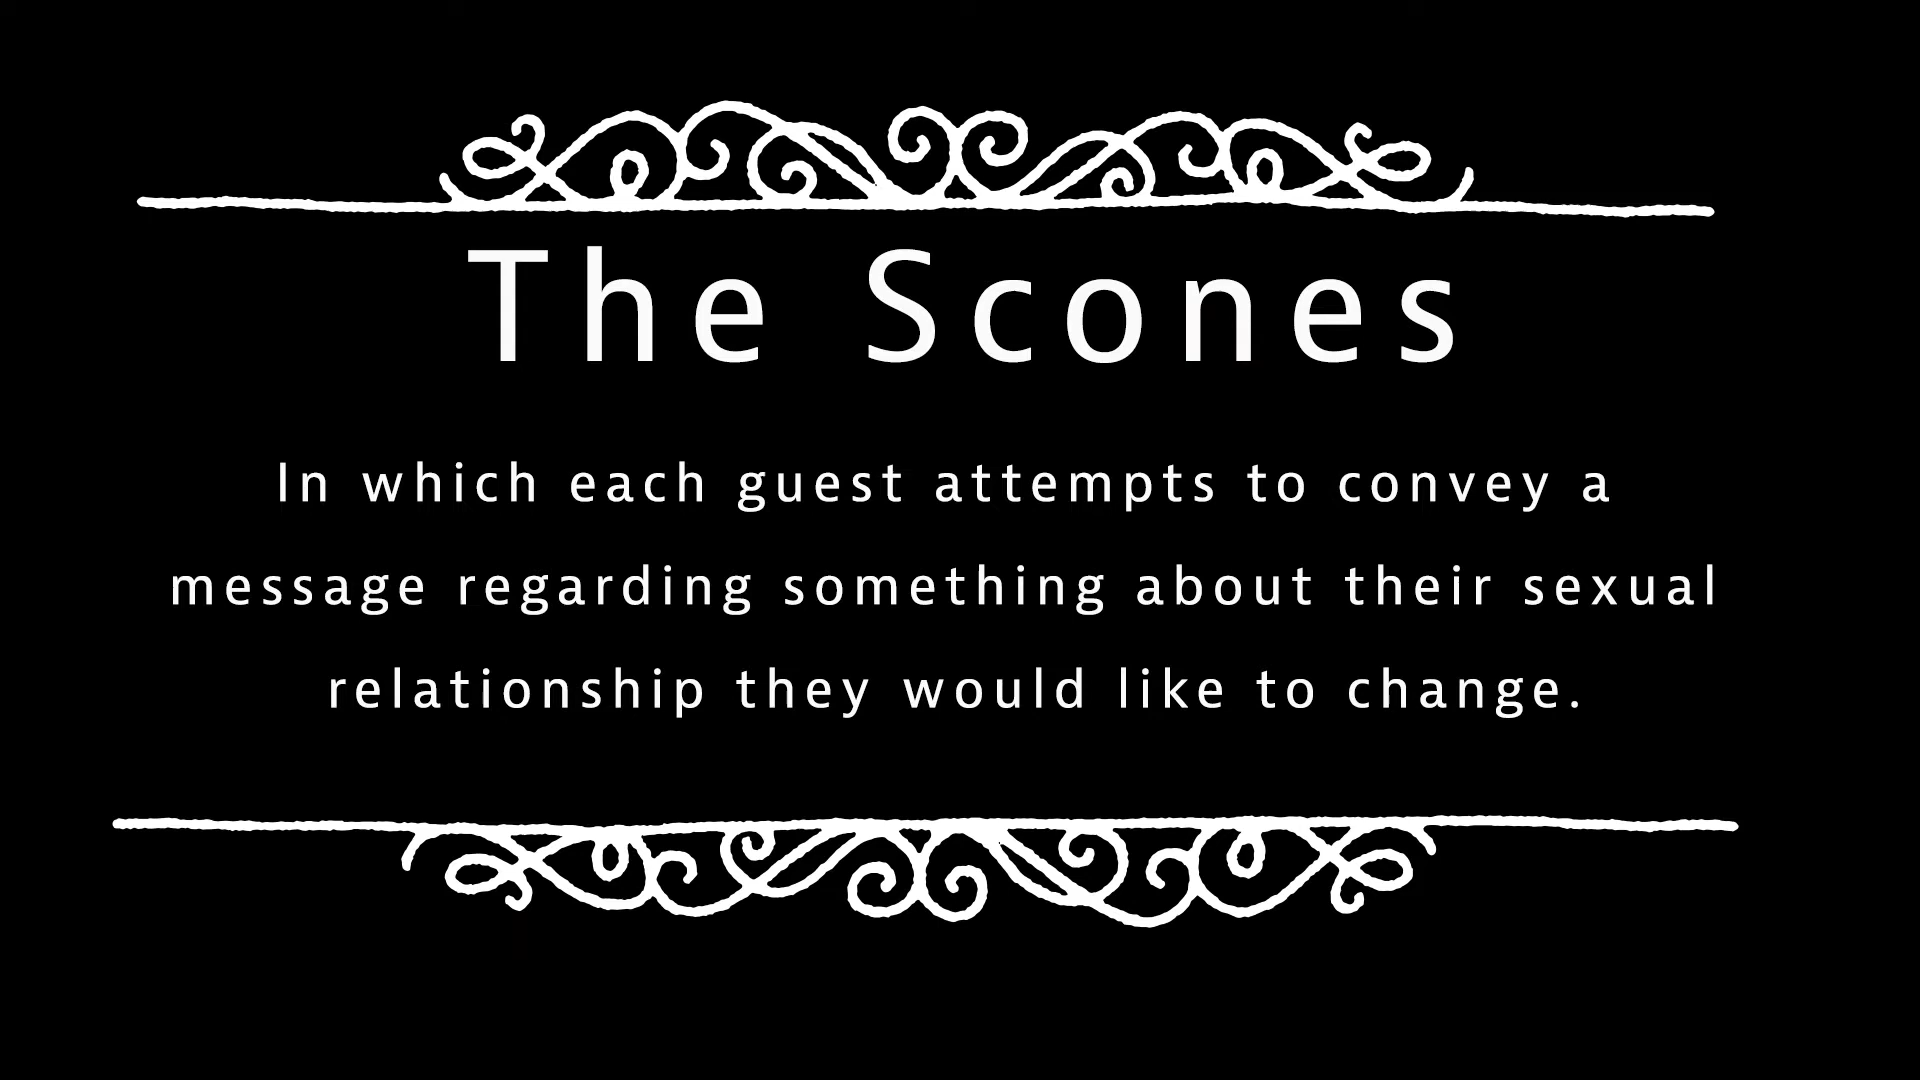 The Scones
In which each guest attempts to convey a
message regarding something about their sexual
relationship they would like to change.